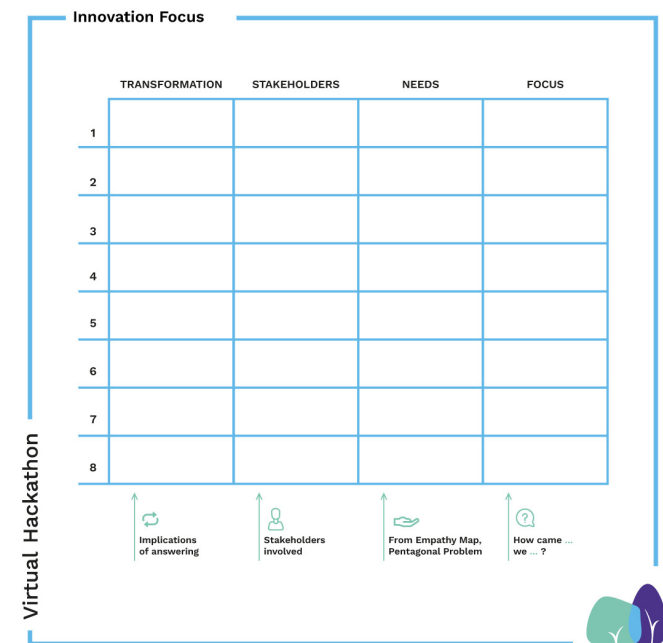 Innovation Focus
TRANSFORMATION STAKEHOLDERS NEEDS FOCUS
1
2
3
4
5
6
7
8
Implications
of answering
Stakeholders
involved
From Empathy Map,
Pentagonal Problem
How came ...
we ... ?
Virtual Hackathon